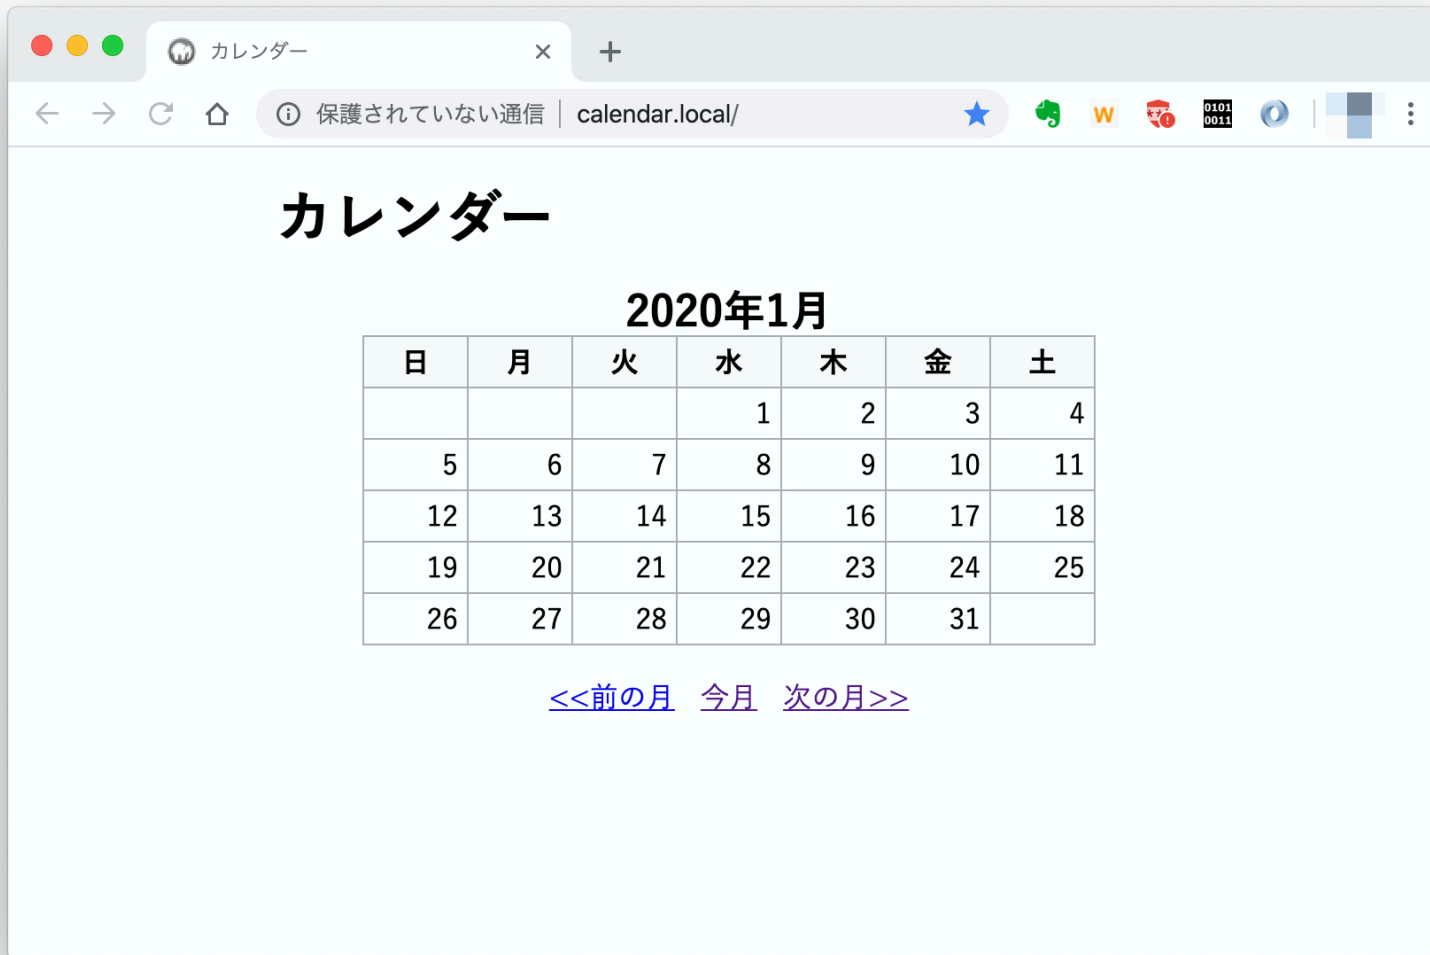 カレンダー
保護されていない通信 calendar.local/
W
0101
0011
カレンダー
2020年1月
日 月 火 水 木 金 土
1 2 3 4
5 6 7 8 9 10 11
12 13 14 15 16 17 18
19 20 21 22 23 24 25
26 27 28 29 30 31
<<前の月 今月 次の月>>